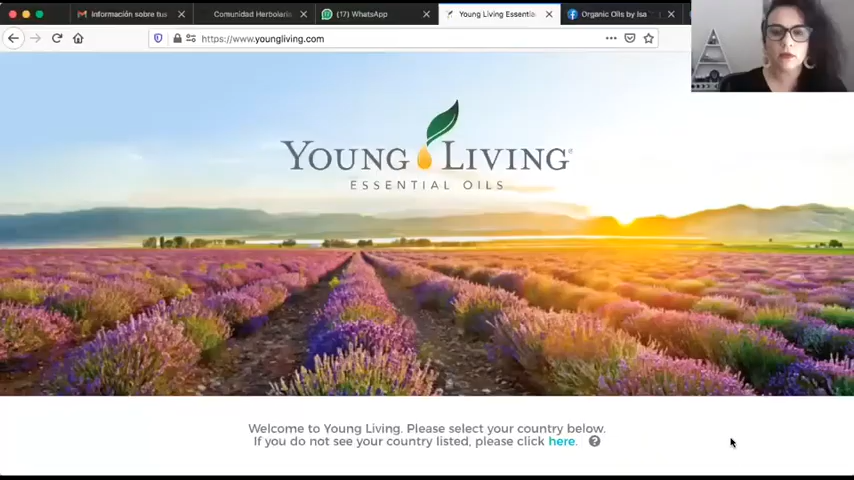 Información sobre tus
Comunidad Herbolario
(17) WhatsApp
Young Living Essentia
Organic Oils by Isa
https://www.youngliving.com
YOUNG LIVING®
ESSENTIAL OILS
Welcome to Young Living. Please select your country below.
If you do not see your country listed, please click here. ?